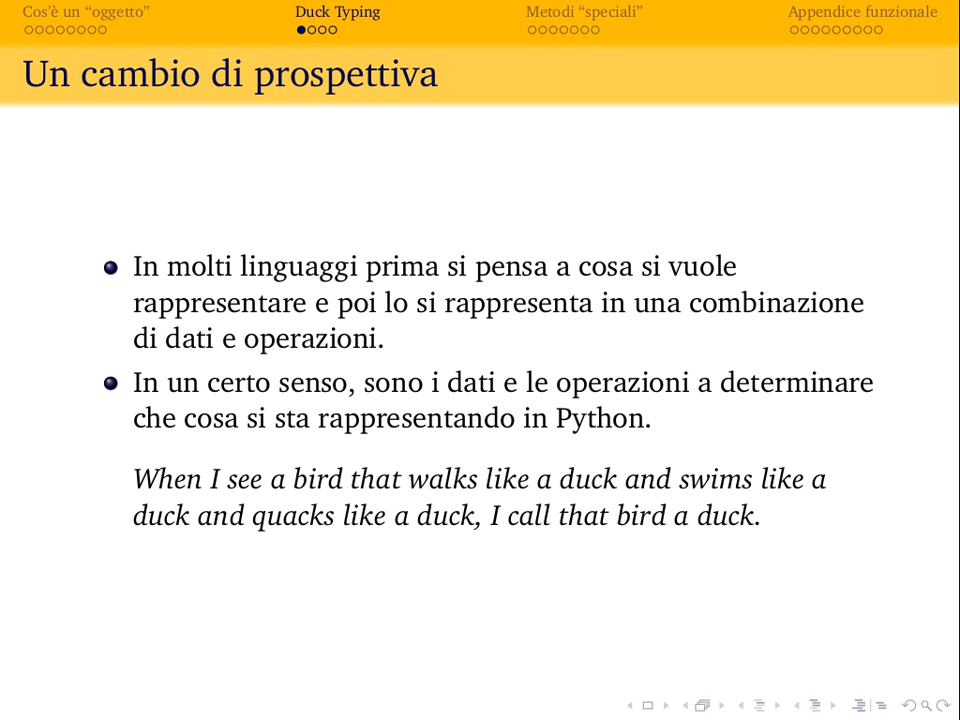 Cos'è un “oggetto”
Duck Typing
Metodi “speciali”
Appendice funzionale
Un cambio di prospettiva
In molti linguaggi prima si pensa a cosa si vuole
rappresentare e poi lo si rappresenta in una combinazione
di dati e operazioni.
In un certo senso, sono i dati e le operazioni a determinare
che cosa si sta rappresentando in Python.
When I see a bird that walks like a duck and swims like a
duck and quacks like a duck, I call that bird a duck.